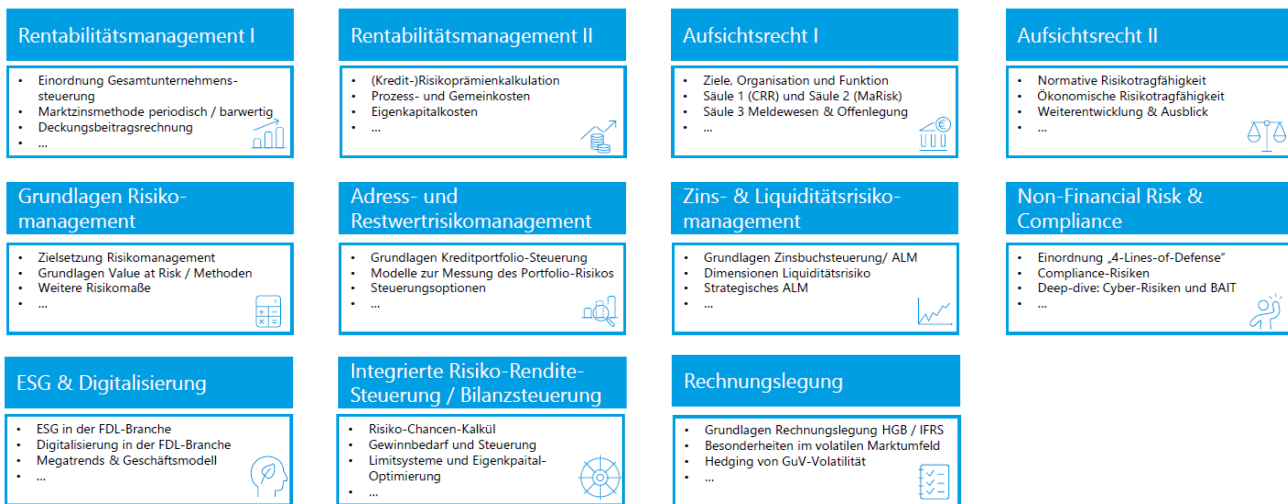 Rentabilitätsmanagement I
• Einordnung Gesamtunternehmens-
steuerung
• Marktzinsmethode periodisch / barwertig
• Deckungsbeitragsrechnung
• ...
Rentabilitätsmanagement II
• (Kredit-)Risikoprämienkalkulation
• Prozess- und Gemeinkosten
• Eigenkapitalkosten
• ...
Aufsichtsrecht I
• Ziele, Organisation und Funktion
• Säule 1 (CRR) und Säule 2 (MaRisk)
• Säule 3 Meldewesen & Offenlegung
• ...
Aufsichtsrecht II
• Normative Risikotragfähigkeit
• Ökonomische Risikotragfähigkeit
• Weiterentwicklung & Ausblick
• ...
Grundlagen Risiko-
management
• Zielsetzung Risikomanagement
• Grundlagen Value at Risk / Methoden
• Weitere Risikomaße
• ...
Adress- und
Restwertrisikomanagement
• Grundlagen Kreditportfolio-Steuerung
• Modelle zur Messung des Portfolio-Risikos
• Steuerungsoptionen
• ...
Zins- & Liquiditätsrisiko-
management
• Grundlagen Zinsbuchsteuerung/ ALM
• Dimensionen Liquiditätsrisiko
• Strategisches ALM
• ...
Non-Financial Risk &
Compliance
• Einordnung „4-Lines-of-Defense“
• Compliance-Risiken
• Deep-dive: Cyber-Risiken und BAIT
• ...
ESG & Digitalisierung
• ESG in der FDL-Branche
• Digitalisierung in der FDL-Branche
• Megatrends & Geschäftsmodell
• ...
Integrierte Risiko-Rendite-
Steuerung / Bilanzsteuerung
• Risiko-Chancen-Kalkül
• Gewinnbedarf und Steuerung
• Limitsysteme und Eigenkpaital-
Optimierung
• ...
Rechnungslegung
• Grundlagen Rechnungslegung HGB / IFRS
• Besonderheiten im volatilen Marktumfeld
• Hedging von GuV-Volatilität
• ...